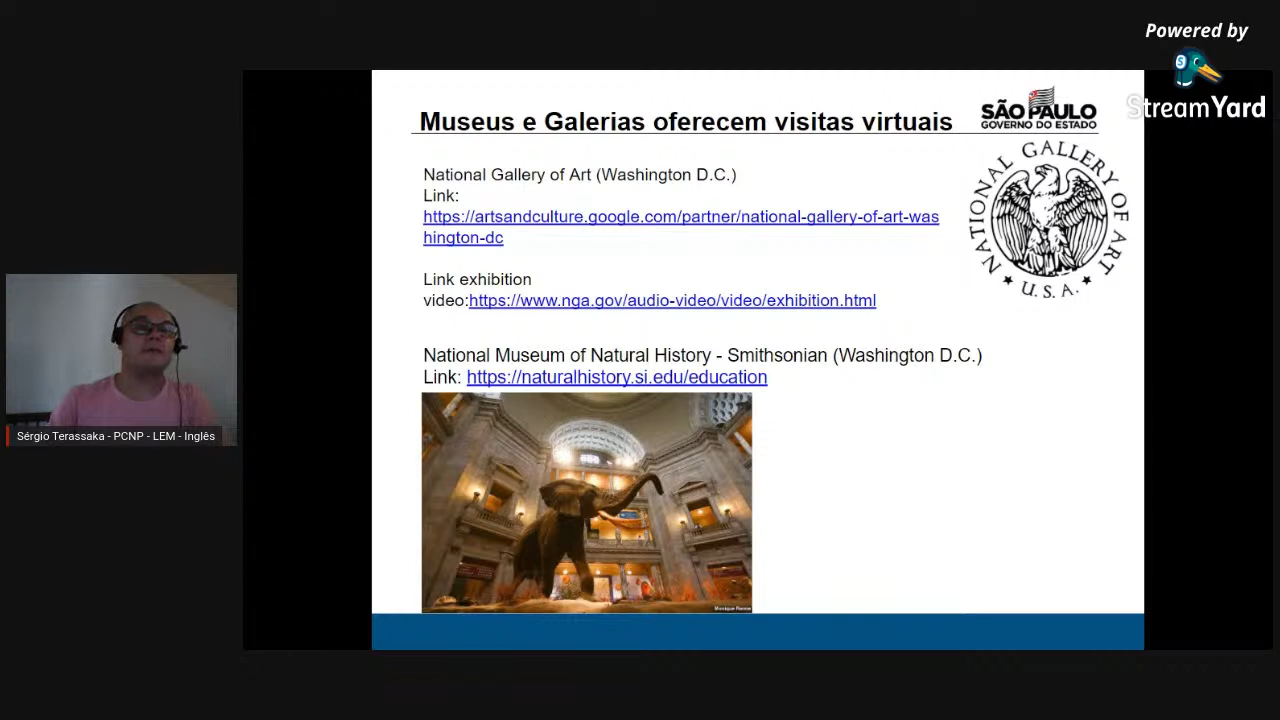 Powered by
StreamYard
Museus e Galerias oferecem visitas virtuais
SÃO PAULO
GOVERNO DO ESTADO
National Gallery of Art (Washington D.C.)
Link:
https://artsandculture.google.com/partner/national-gallery-of-art-was
hington-dc
NATIONAL GALLERY OF ART
U.S.A.
Link exhibition
video:https://www.nga.gov/audio-video/video/exhibition.html
National Museum of Natural History - Smithsonian (Washington D.C.)
Link: https://naturalhistory.si.edu/education
Sérgio Terassaka - PCNP - LEM - Inglês